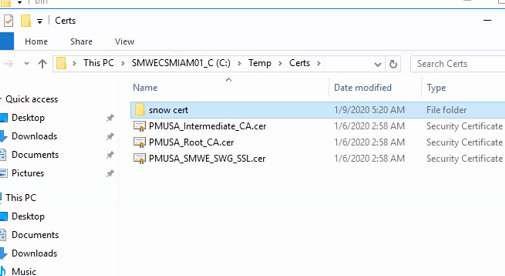 bin
Certs
Home Share View
This PC > SMWECSMIAM01_C (C:) > Temp > Certs > Search Certs
Name Date modified Type
Quick access
snow cert 1/9/2020 5:20 AM File folder
Desktop PMUSA_Intermediate_CA.cer 1/6/2020 2:58 AM Security Certificate
Downloads PMUSA_Root_CA.cer 1/6/2020 2:58 AM Security Certificate
Documents PMUSA_SMWE_SWG_SSL.cer 1/6/2020 2:58 AM Security Certificate
Pictures
This PC
Desktop
Documents
Downloads
Music